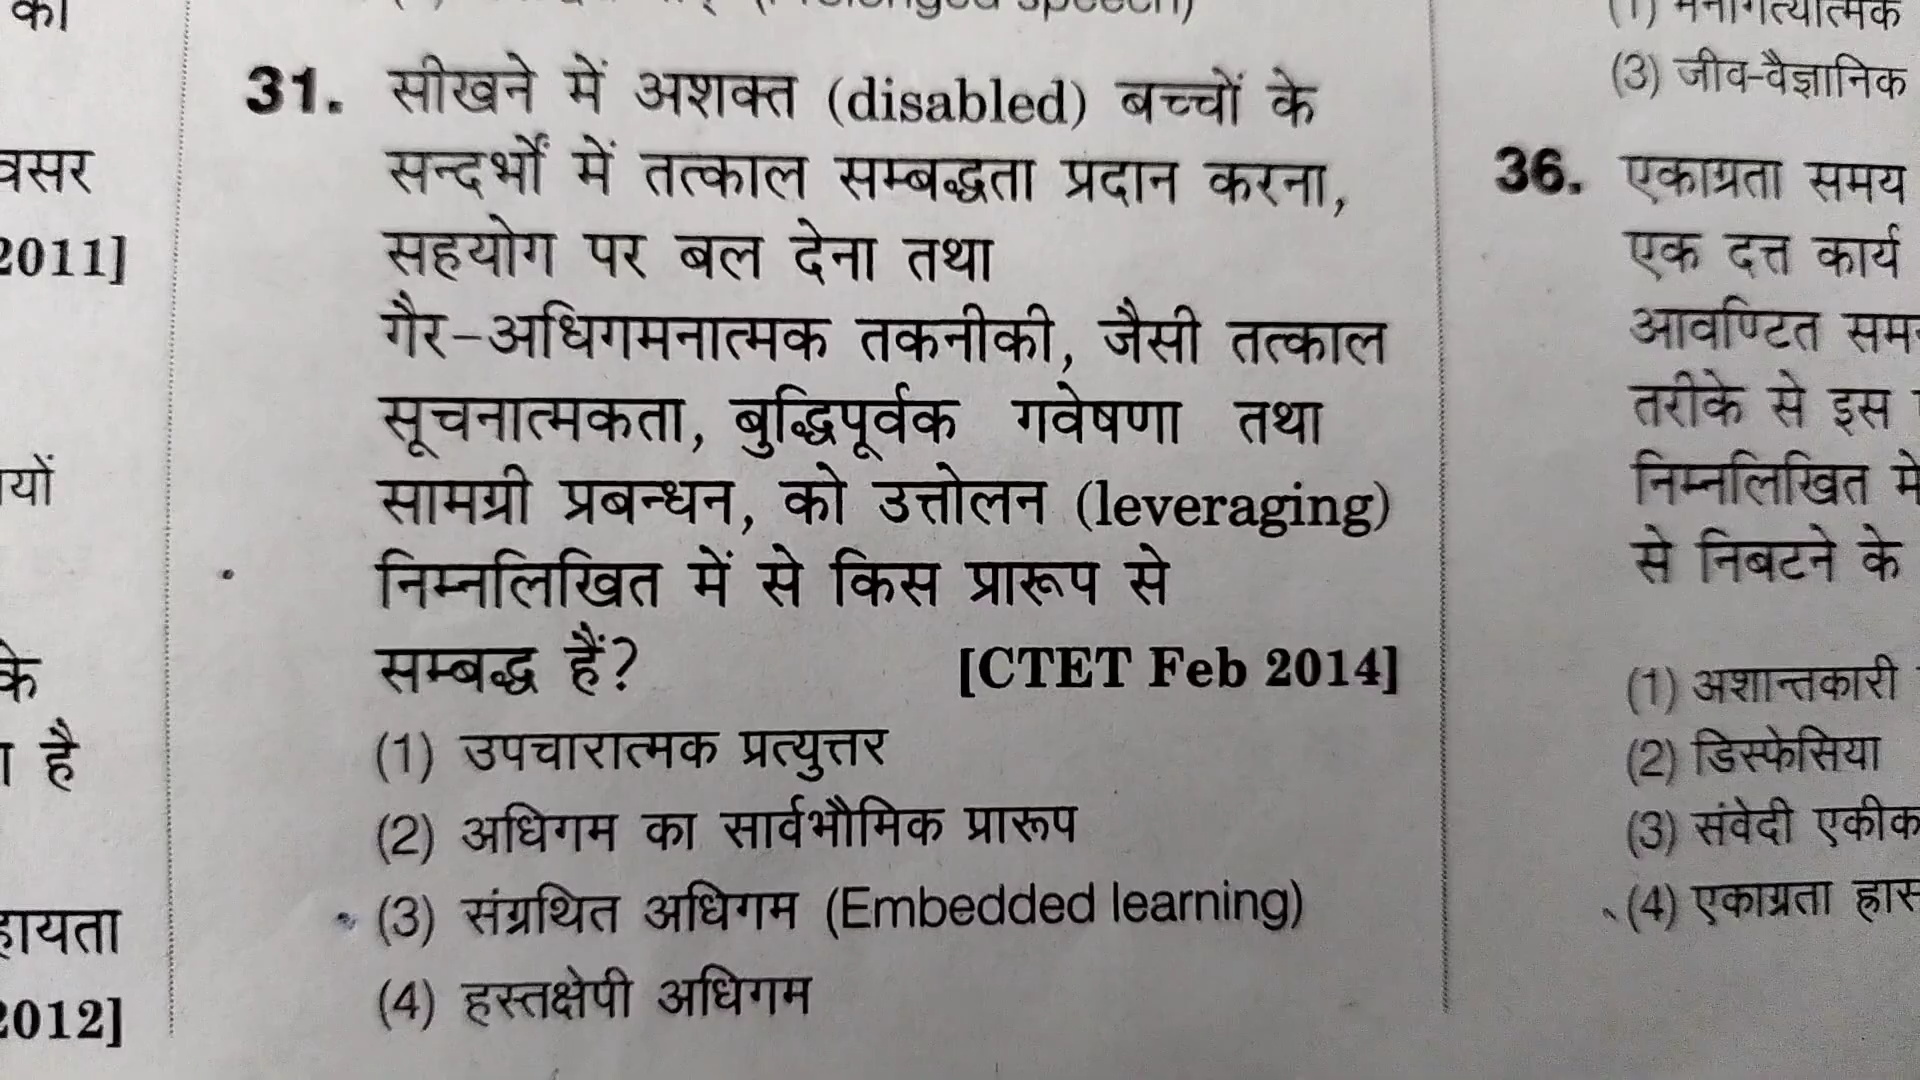 की
वसर
2011]
यों
के
है
2012]
31. सीखने में अशक्त (disabled) बच्चों के
सन्दर्भों में तत्काल सम्बद्धता प्रदान करना,
सहयोग पर बल देना तथा
गैर-अधिगमनात्मक तकनीकी, जैसी तत्काल
सूचनात्मकता, बुद्धिपूर्वक गवेषणा तथा
सामग्री प्रबन्धन, को उत्तोलन (leveraging)
निम्नलिखित में से किस प्रारूप से
सम्बद्ध हैं? [CTET Feb 2014]
(1) उपचारात्मक प्रत्युत्तर
(2) अधिगम का सार्वभौमिक प्रारूप
(3) संग्रथित अधिगम (Embedded learning)
(4) हस्तक्षेपी अधिगम
(3) जीव-वैज्ञानिक
36. एकाग्रता समय
एक दत्त कार्य
आवण्टित
तरीके से इस
निम्नलिखित
से निबटने के
(1) अशान्तकारी
(2) डिस्फेसिया
(3) संवेदी
(4) एकाग्रता